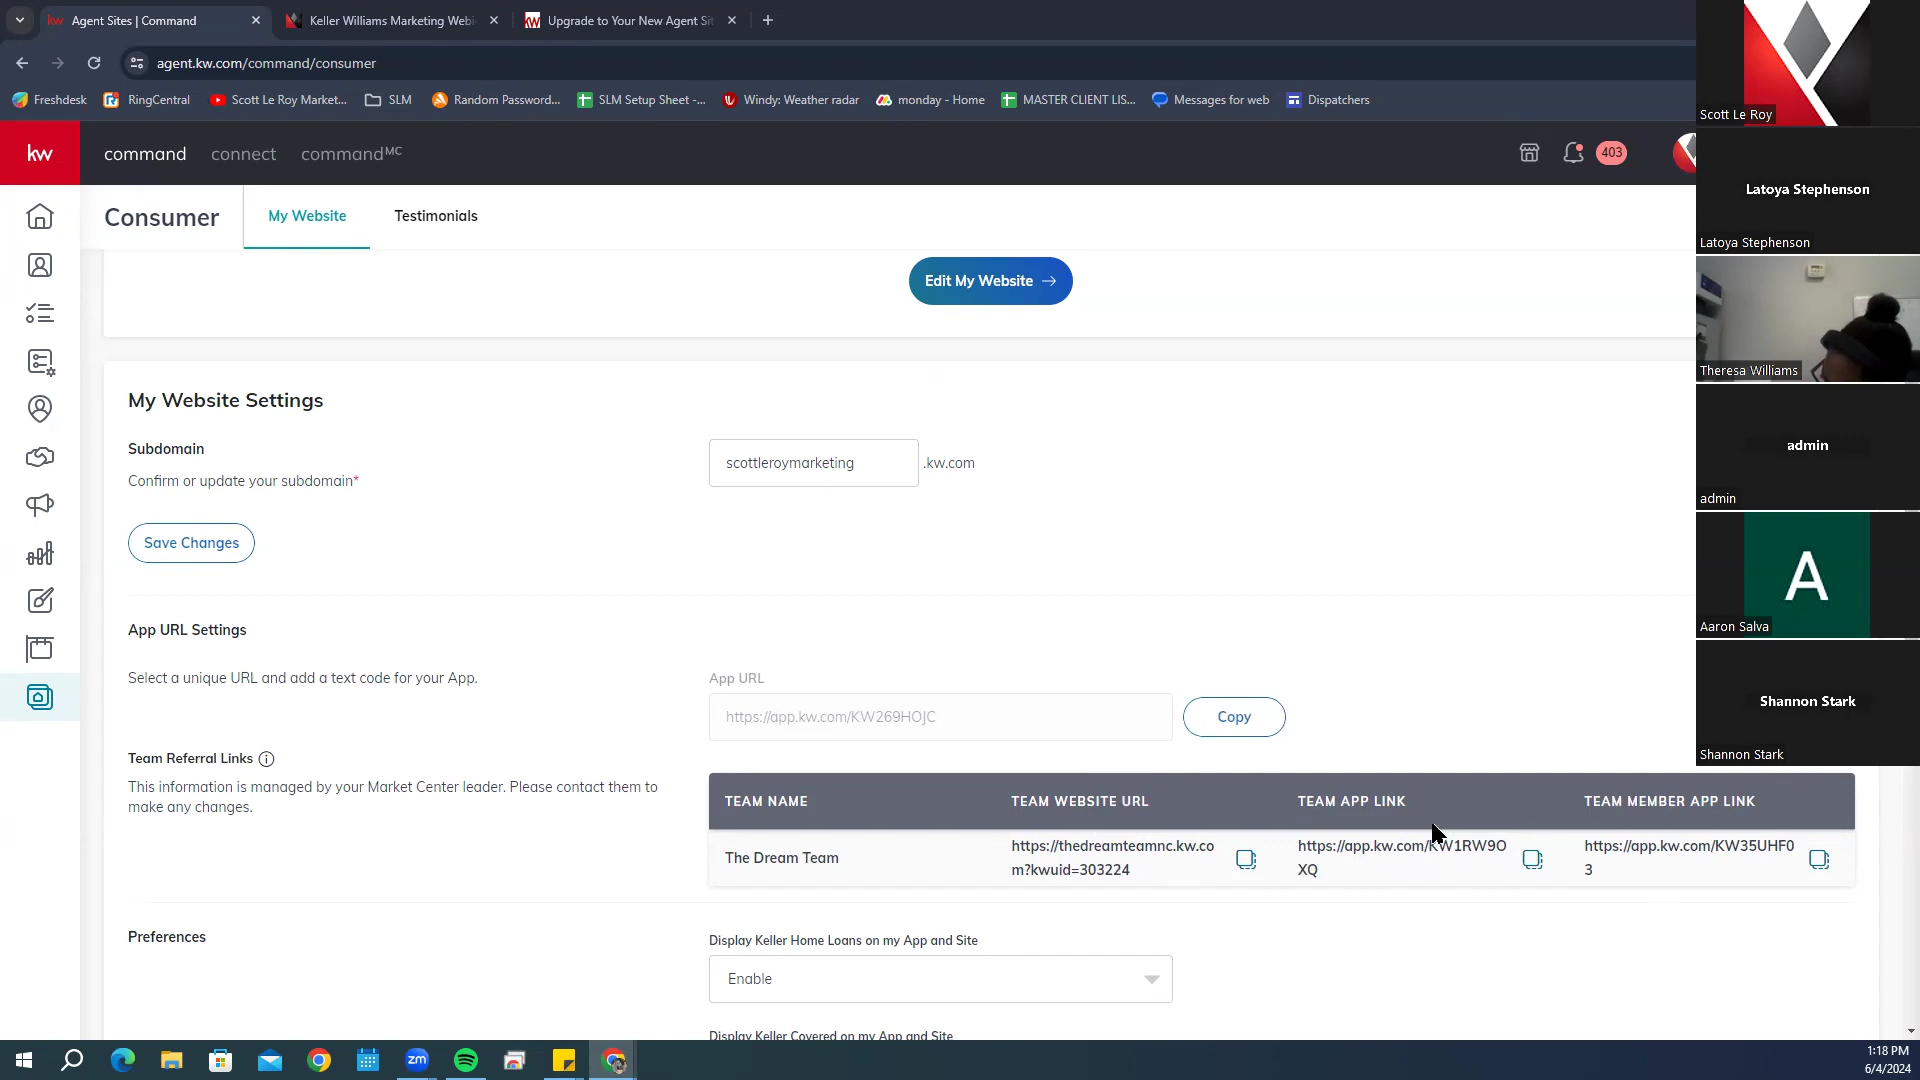 kw Agent Sites | Command
Keller Williams Marketing Webi
kw Upgrade to Your New Agent Sit
agent.kw.com/command/consumer
Freshdesk
RingCentral
Scott Le Roy Market...
SLM
Random Password...
SLM Setup Sheet -...
Windy: Weather radar
monday - Home
MASTER CLIENT LIS...
Messages for web
Dispatchers
kw
command
connect
commandMC
403
Consumer
My Website
Testimonials
Edit My Website
My Website Settings
Subdomain
Confirm or update your subdomain*
scottleroymarketing
.kw.com
Save Changes
App URL Settings
Select a unique URL and add a text code for your App.
App URL
https://app.kw.com/KW269HOJC
Copy
Team Referral Links
This information is managed by your Market Center leader. Please contact them to
make any changes.
TEAM NAME
TEAM WEBSITE URL
TEAM APP LINK
TEAM MEMBER APP LINK
The Dream Team
https://thedreamteamnc.kw.co
m?kwuid=303224
https://app.kw.com/KW1RW9O
XQ
https://app.kw.com/KW35UHF0
3
Preferences
Display Keller Home Loans on my App and Site
Enable
Display Keller Covered on my App and Site
Scott Le Roy
Latoya Stephenson
Latoya Stephenson
Theresa Williams
admin
admin
A
Aaron Salva
Shannon Stark
Shannon Stark
zm
1:18 PM
6/4/2024